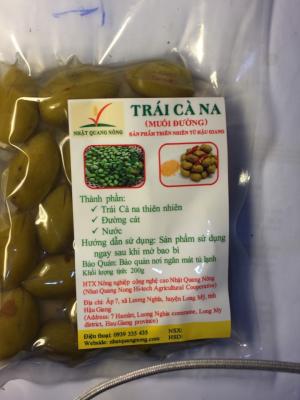 TRÁI CÀ NA
(MUỐI ĐƯỜNG)
SẢN PHẨM THIÊN NHIÊN TỪ HẬU GIANG
NHẬT QUANG NÔNG
Thành phần:
✓ Trái Cà na thiên nhiên
✓ Đường cát
✓ Nước
Hướng dẫn sử dụng: Sản phẩm sử dụng
ngay sau khi mở bao bì
Bảo Quản: Bảo quản nơi ngăn mát tủ lạnh
Khối lượng tịnh: 200g
HTX Nông nghiệp công nghệ cao Nhật Quang Nông
(Nhat Quang Nong Hi-tech Agricultural Cooperative)
Địa chỉ: Ấp 7, xã Lương Nghĩa, huyện Long Mỹ, tỉnh
Hậu Giang
(Address: 7 Hamlet, Luong Nghia commune, Long My
district, Hau Giang province)
Điện thoại: 0939 335 435
NSX:
Website: nhatquangnong.com
HSD: